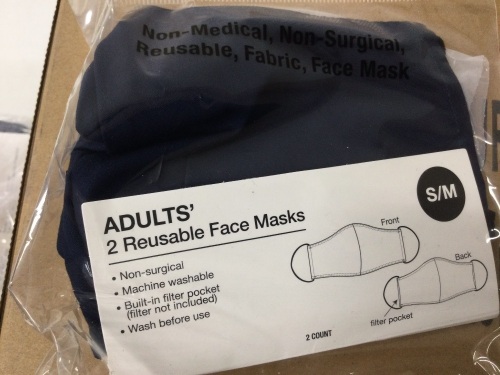 Non-Medical, Non-Surgical,
Reusable, Fabric, Face Mask
S/M
ADULTS'
2 Reusable Face Masks
• Non-surgical
• Machine washable
• Built-in filter pocket
(filter not included)
• Wash before use
Front
Back
filter pocket
2 COUNT